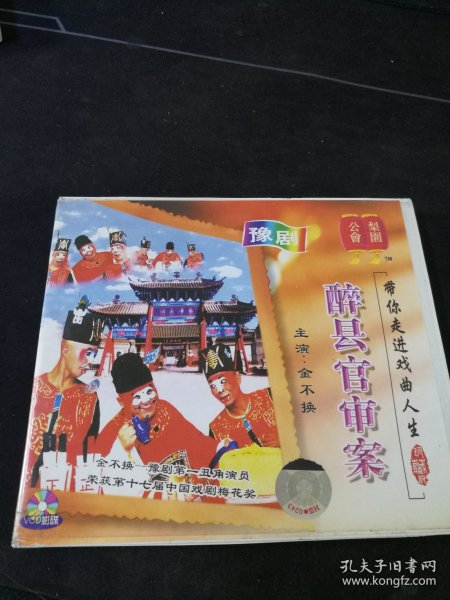 豫剧
梨園
公會
TM
带你走进戏曲人生
醉县官审案
主演:金不换
金不换 豫剧第一丑角演员
荣获第十七届中国戏剧梅花奖
VCD影碟
孔夫子旧书网
www.kongfz.com